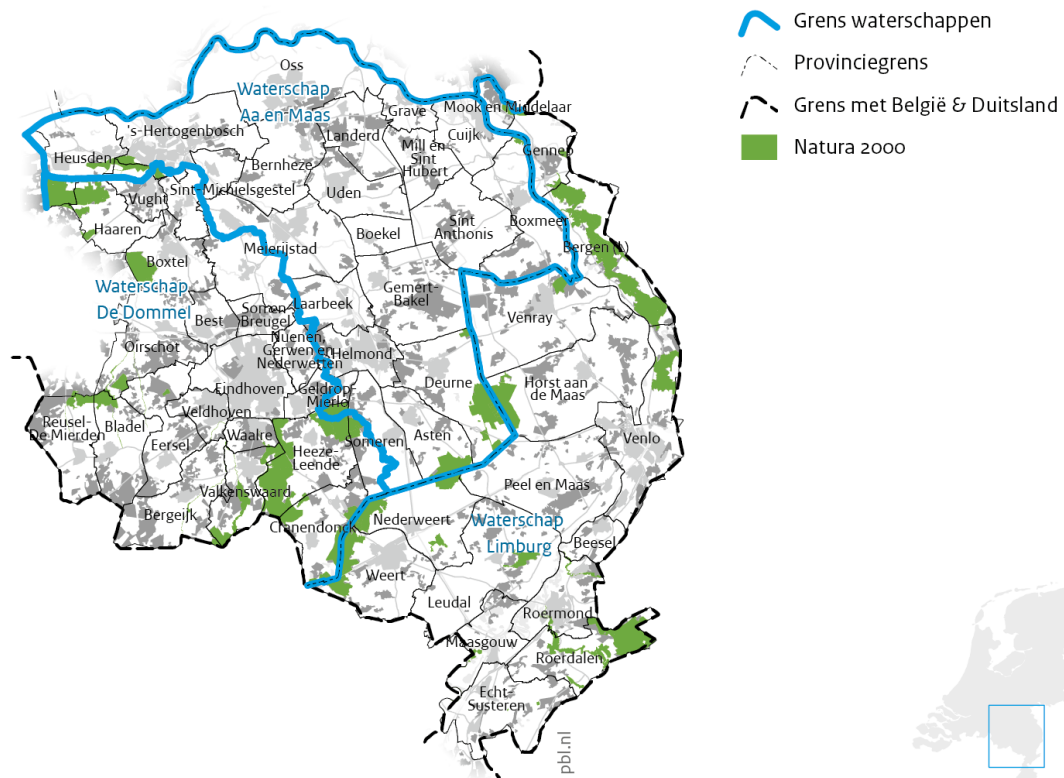 Grens waterschappen
Provinciegrens
Grens met België & Duitsland
Natura 2000
Oss
Waterschap
Aa en Maas
Grave
Mook en Middelaar
's-Hertogenbosch
Landerd
Cuijk
Mill en
Sint
Hubert
Gennep
Heusden
Bernheze
Sint-Michielsgestel
Uden
Vught
Haaren
Boekel
Sint
Anthonis
Boxmeer
Meierijstad
Bergen (L)
Boxtel
Waterschap
De Dommel
Gemert-
Bakel
Laarbeek
Son en
Breugel
Best
Venray
Nuenen,
Gerwen en
Nederwetten
Oirschot
Helmond
Deurne
Horst aan
de Maas
Eindhoven
Geldrop-
Mierlo
Veldhoven
Reusel-
De Mierden
Bladel
Eersel
Waalre
Someren
Asten
Venlo
Heeze-
Leende
Peel en Maas
Valkenswaard
Bergeijk
Cranendonck
Nederweert
Waterschap
Limburg
Beesel
Weert
Leudal
Roermond
Maasgouw
Roerdalen
Echt-
Susteren
pbl.nl